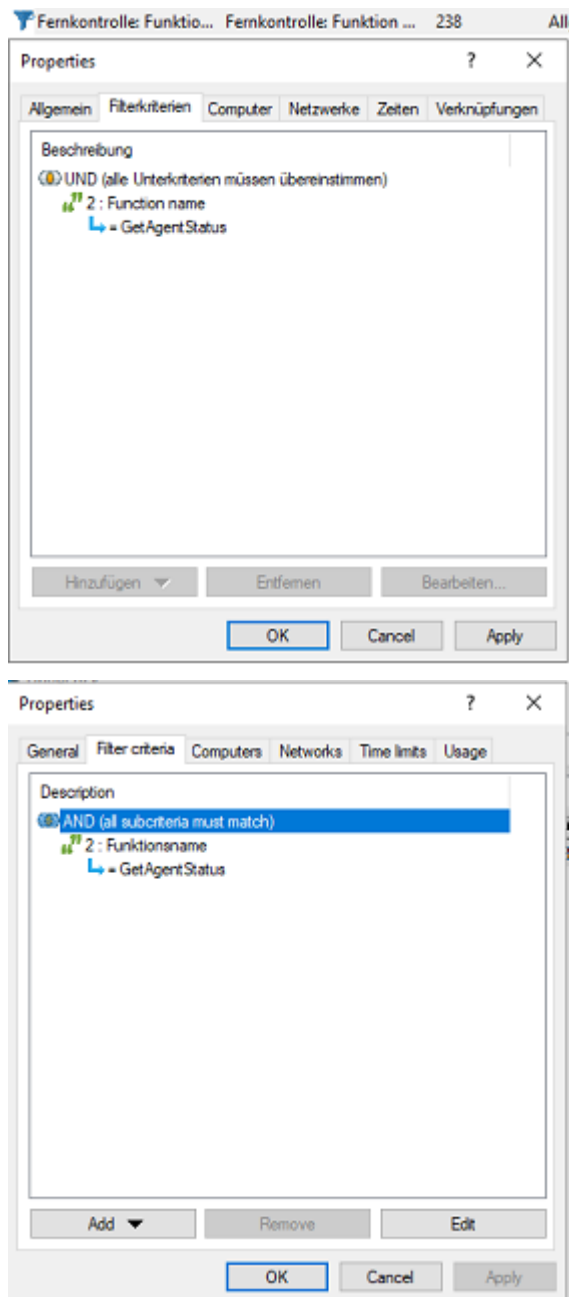 Fernkontrolle: Funktio... Fernkontrolle: Funktion ... 238 All
Properties ? ×
Allgemein Filterkriterien Computer Netzwerke Zeiten Verknüpfungen
Beschreibung
UND (alle Unterkriterien müssen übereinstimmen)
2 : Function name
= GetAgentStatus
Hinzufügen Entfernen Bearbeiten...
OK Cancel Apply
Properties ? ×
General Filter criteria Computers Networks Time limits Usage
Description
AND (all subcriteria must match)
2 : Funktionsname
= GetAgentStatus
Add Remove Edit
OK Cancel Apply